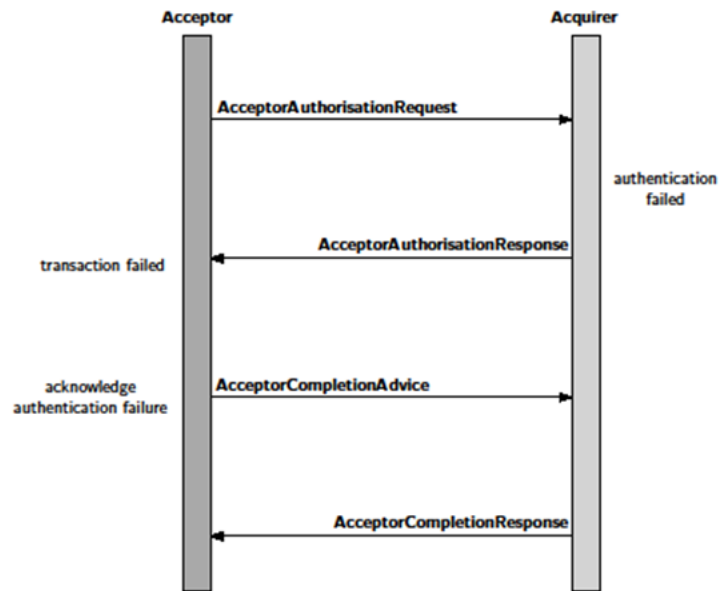 Acceptor
Acquirer
AcceptorAuthorisationRequest
authentication
failed
AcceptorAuthorisationResponse
transaction failed
acknowledge
authentication failure
AcceptorCompletionAdvice
AcceptorCompletionResponse